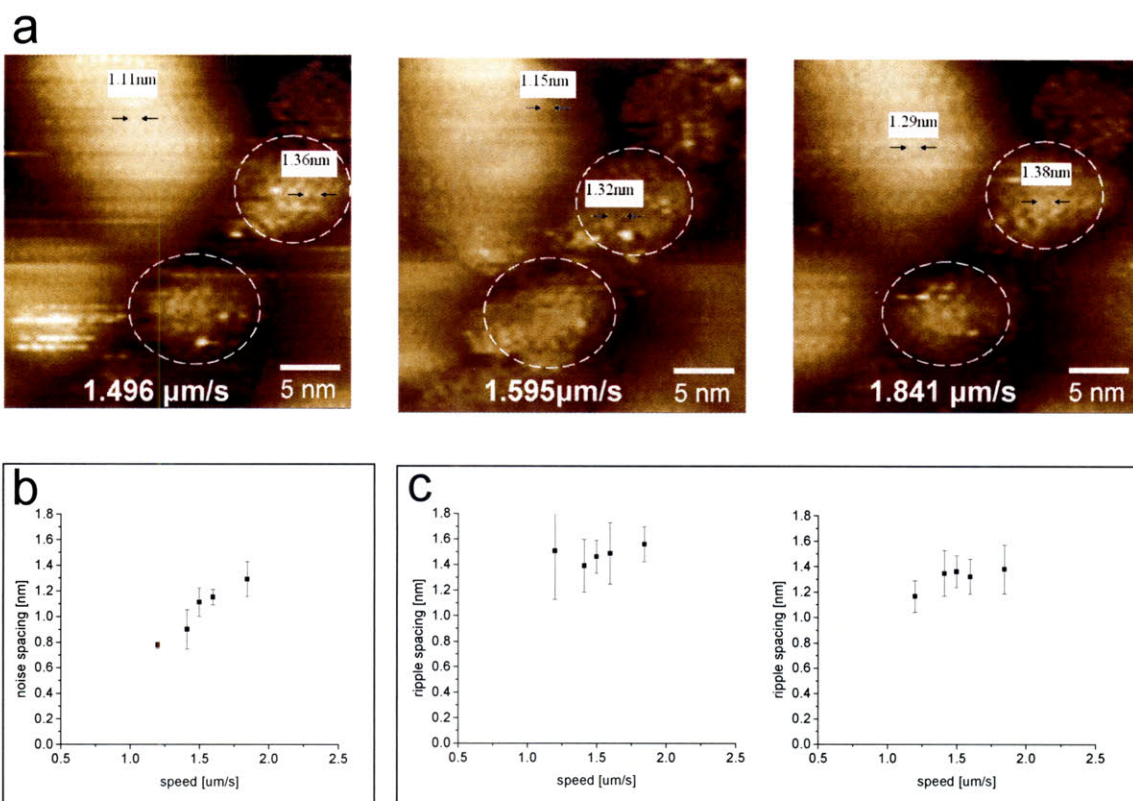 a
1.11nm
1.36nm
1.496 µm/s
5 nm
1.15nm
1.32nm
1.595µm/s
5 nm
1.29nm
1.38nm
1.841 µm/s
5 nm
b
noise spacing [nm]
1.8
1.6
1.4
1.2
1.0
0.8
0.6
0.4
0.2
0.0
0.5 1.0 1.5 2.0 2.5
speed [um/s]
c
ripple spacing [nm]
1.8
1.6
1.4
1.2
1.0
0.8
0.6
0.4
0.2
0.0
0.5 1.0 1.5 2.0 2.5
speed [um/s]
ripple spacing [nm]
1.8
1.6
1.4
1.2
1.0
0.8
0.6
0.4
0.2
0.0
0.5 1.0 1.5 2.0 2.5
speed [um/s]